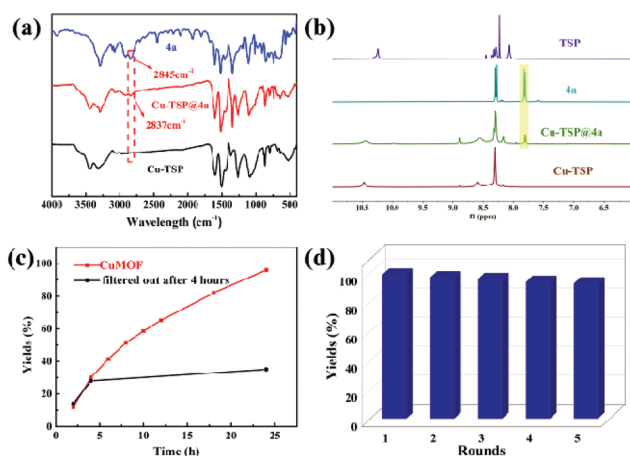 (a)
4a
2845cm⁻¹
Cu-TSP@4a
2837cm⁻¹
Cu-TSP
4000 3500 3000 2500 2000 1500 1000 500
Wavelength (cm⁻¹)
(b)
TSP
4a
Cu-TSP@4a
Cu-TSP
10.5 10.0 9.5 9.0 8.5 8.0 7.5 7.0 6.5
f1 (ppm)
(c)
CuMOF
filtered out after 4 hours
100
80
60
40
20
0
Yields (%)
0 5 10 15 20 25
Time (h)
(d)
100
80
60
40
20
0
Yields (%)
1 2 3 4 5
Rounds